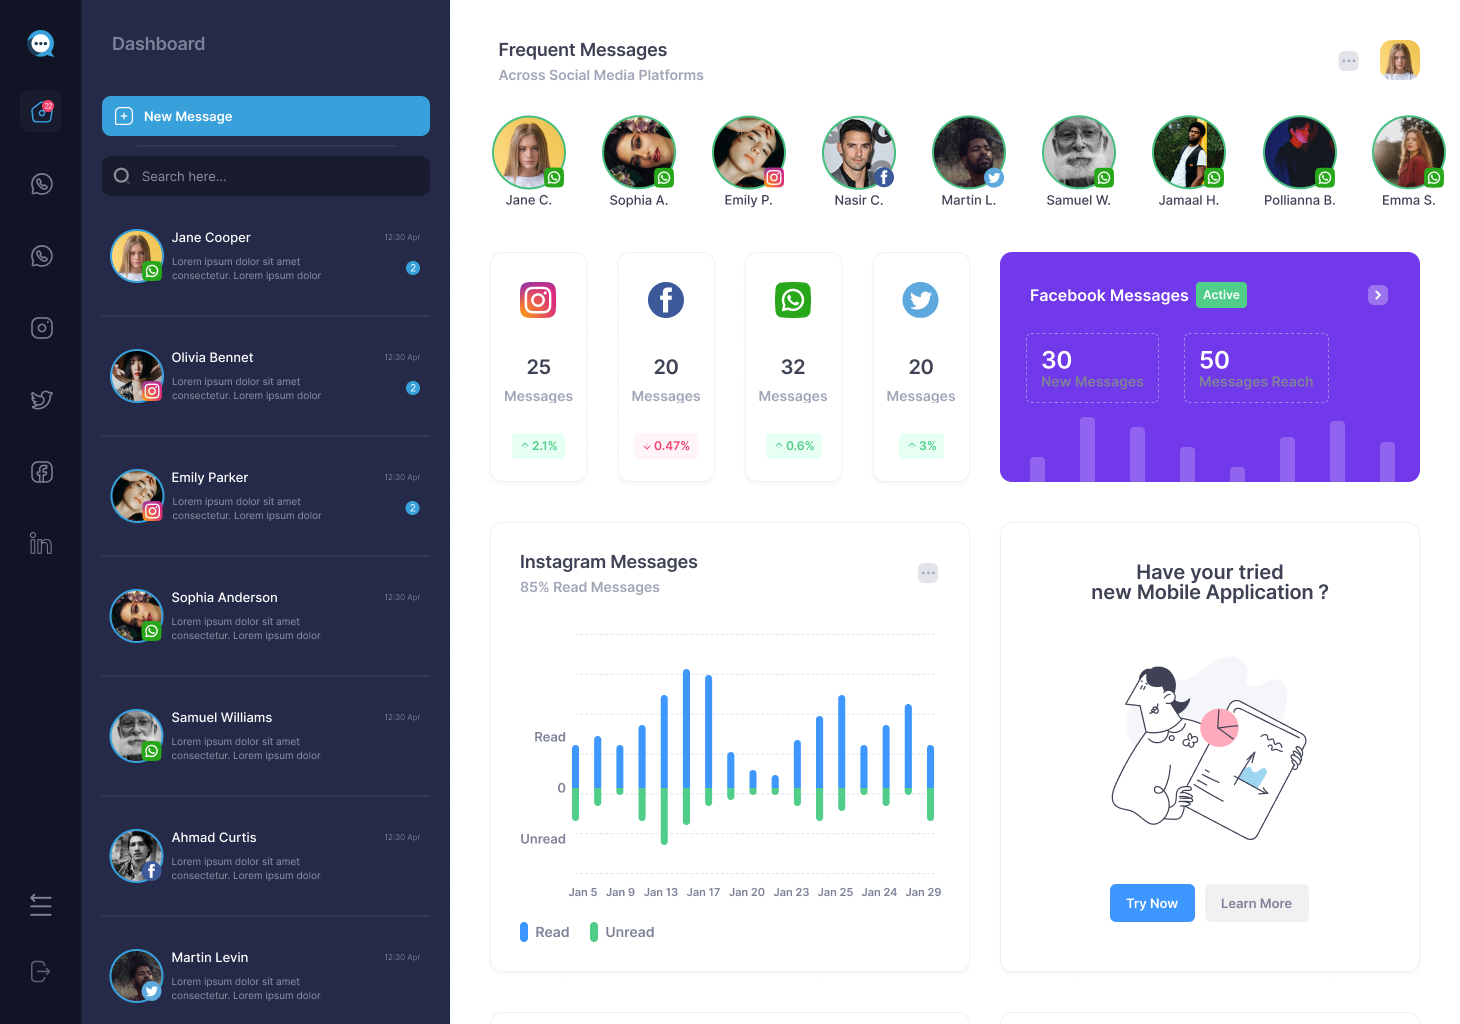 Dashboard
22
New Message
Search here...
Jane Cooper
12:30 Apr
Lorem ipsum dolor sit amet
consectetur. Lorem ipsum dolor
2
Olivia Bennet
12:30 Apr
Lorem ipsum dolor sit amet
consectetur. Lorem ipsum dolor
2
Emily Parker
12:30 Apr
Lorem ipsum dolor sit amet
consectetur. Lorem ipsum dolor
2
Sophia Anderson
12:30 Apr
Lorem ipsum dolor sit amet
consectetur. Lorem ipsum dolor
Samuel Williams
12:30 Apr
Lorem ipsum dolor sit amet
consectetur. Lorem ipsum dolor
Ahmad Curtis
12:30 Apr
Lorem ipsum dolor sit amet
consectetur. Lorem ipsum dolor
Martin Levin
12:30 Apr
Lorem ipsum dolor sit amet
consectetur. Lorem ipsum dolor
Frequent Messages
Across Social Media Platforms
Jane C.
Sophia A.
Emily P.
Nasir C.
Martin L.
Samuel W.
Jamaal H.
Pollianna B.
Emma S.
25
Messages
2.1%
20
Messages
0.47%
32
Messages
0.6%
20
Messages
3%
Facebook Messages
Active
30
New Messages
50
Messages Reach
Instagram Messages
85% Read Messages
Read
0
Unread
Jan 5 Jan 9 Jan 13 Jan 17 Jan 20 Jan 23 Jan 25 Jan 24 Jan 29
Read
Unread
Have your tried
new Mobile Application ?
Try Now
Learn More